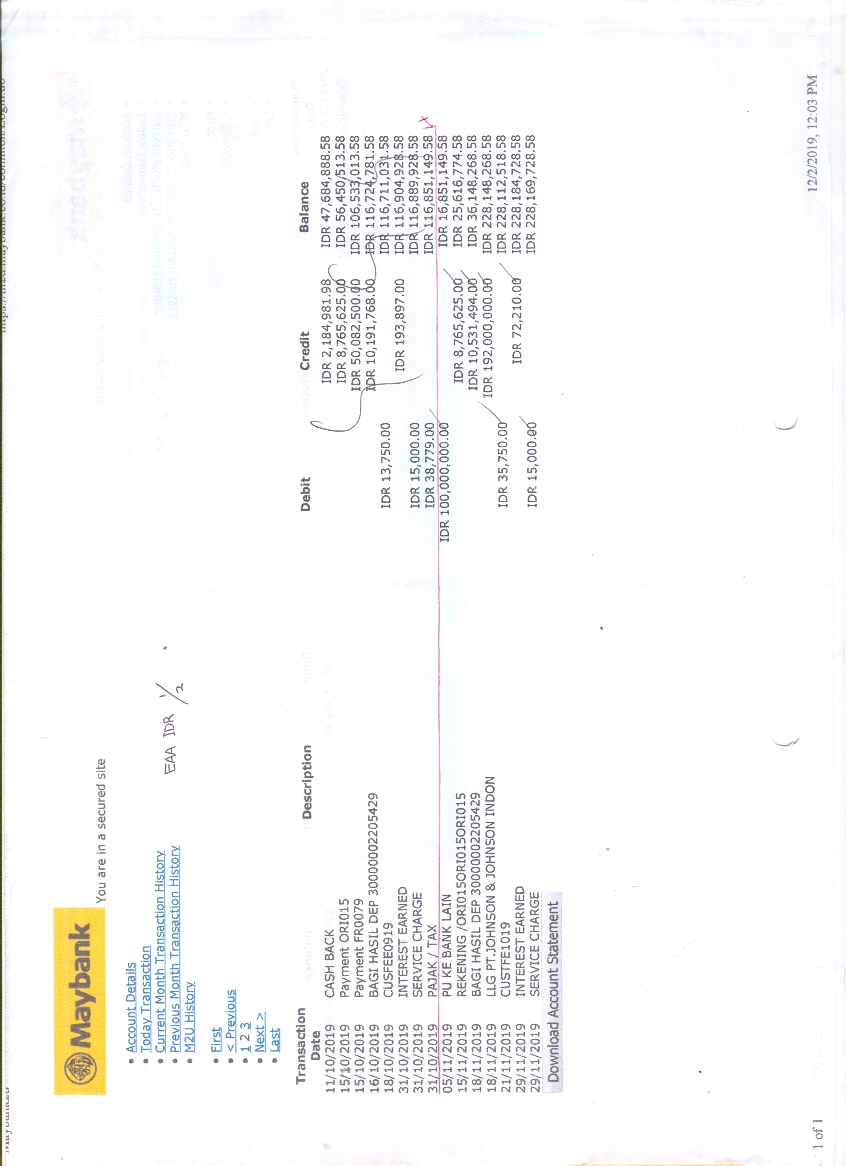 Maybank
You are in a secured site
Account Details
Today Transaction
Current Month Transaction History
Previous Month Transaction History
M2U History
EAA IDR 1/2
First
< Previous
1 2 3
Next >
Last
Transaction Date Description Debit Credit Balance
11/10/2019 CASH BACK IDR 2,184,981.98 IDR 47,684,888.58
15/10/2019 Payment ORI015 IDR 8,765,625.00 IDR 56,450,513.58
15/10/2019 Payment FR0079 IDR 50,082,500.00 IDR 106,533,013.58
16/10/2019 BAGI HASIL DEP 30000002205429 IDR 10,191,768.00 IDR 116,724,781.58
18/10/2019 CUSFEE0919 IDR 13,750.00 IDR 116,711,031.58
31/10/2019 INTEREST EARNED IDR 193,897.00 IDR 116,904,928.58
31/10/2019 SERVICE CHARGE IDR 15,000.00 IDR 116,889,928.58
31/10/2019 PAJAK / TAX IDR 38,779.00 IDR 116,851,149.58
05/11/2019 PU KE BANK LAIN IDR 100,000,000.00 IDR 16,851,149.58
15/11/2019 REKENING /ORI015ORI015ORI015 IDR 8,765,625.00 IDR 25,616,774.58
18/11/2019 BAGI HASIL DEP 30000002205429 IDR 10,531,494.00 IDR 36,148,268.58
18/11/2019 LLG PT.JOHNSON & JOHNSON INDON IDR 192,000,000.00 IDR 228,148,268.58
21/11/2019 CUSTFE1019 IDR 35,750.00 IDR 228,112,518.58
29/11/2019 INTEREST EARNED IDR 72,210.00 IDR 228,184,728.58
29/11/2019 SERVICE CHARGE IDR 15,000.00 IDR 228,169,728.58
Download Account Statement
1 of 1 12/2/2019, 12:03 PM